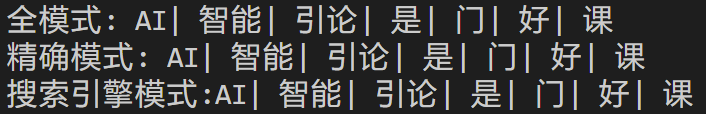 全模式: AI| 智能| 引论| 是| 门| 好| 课
精确模式: AI| 智能| 引论| 是| 门| 好| 课
搜索引擎模式:AI| 智能| 引论| 是| 门| 好| 课